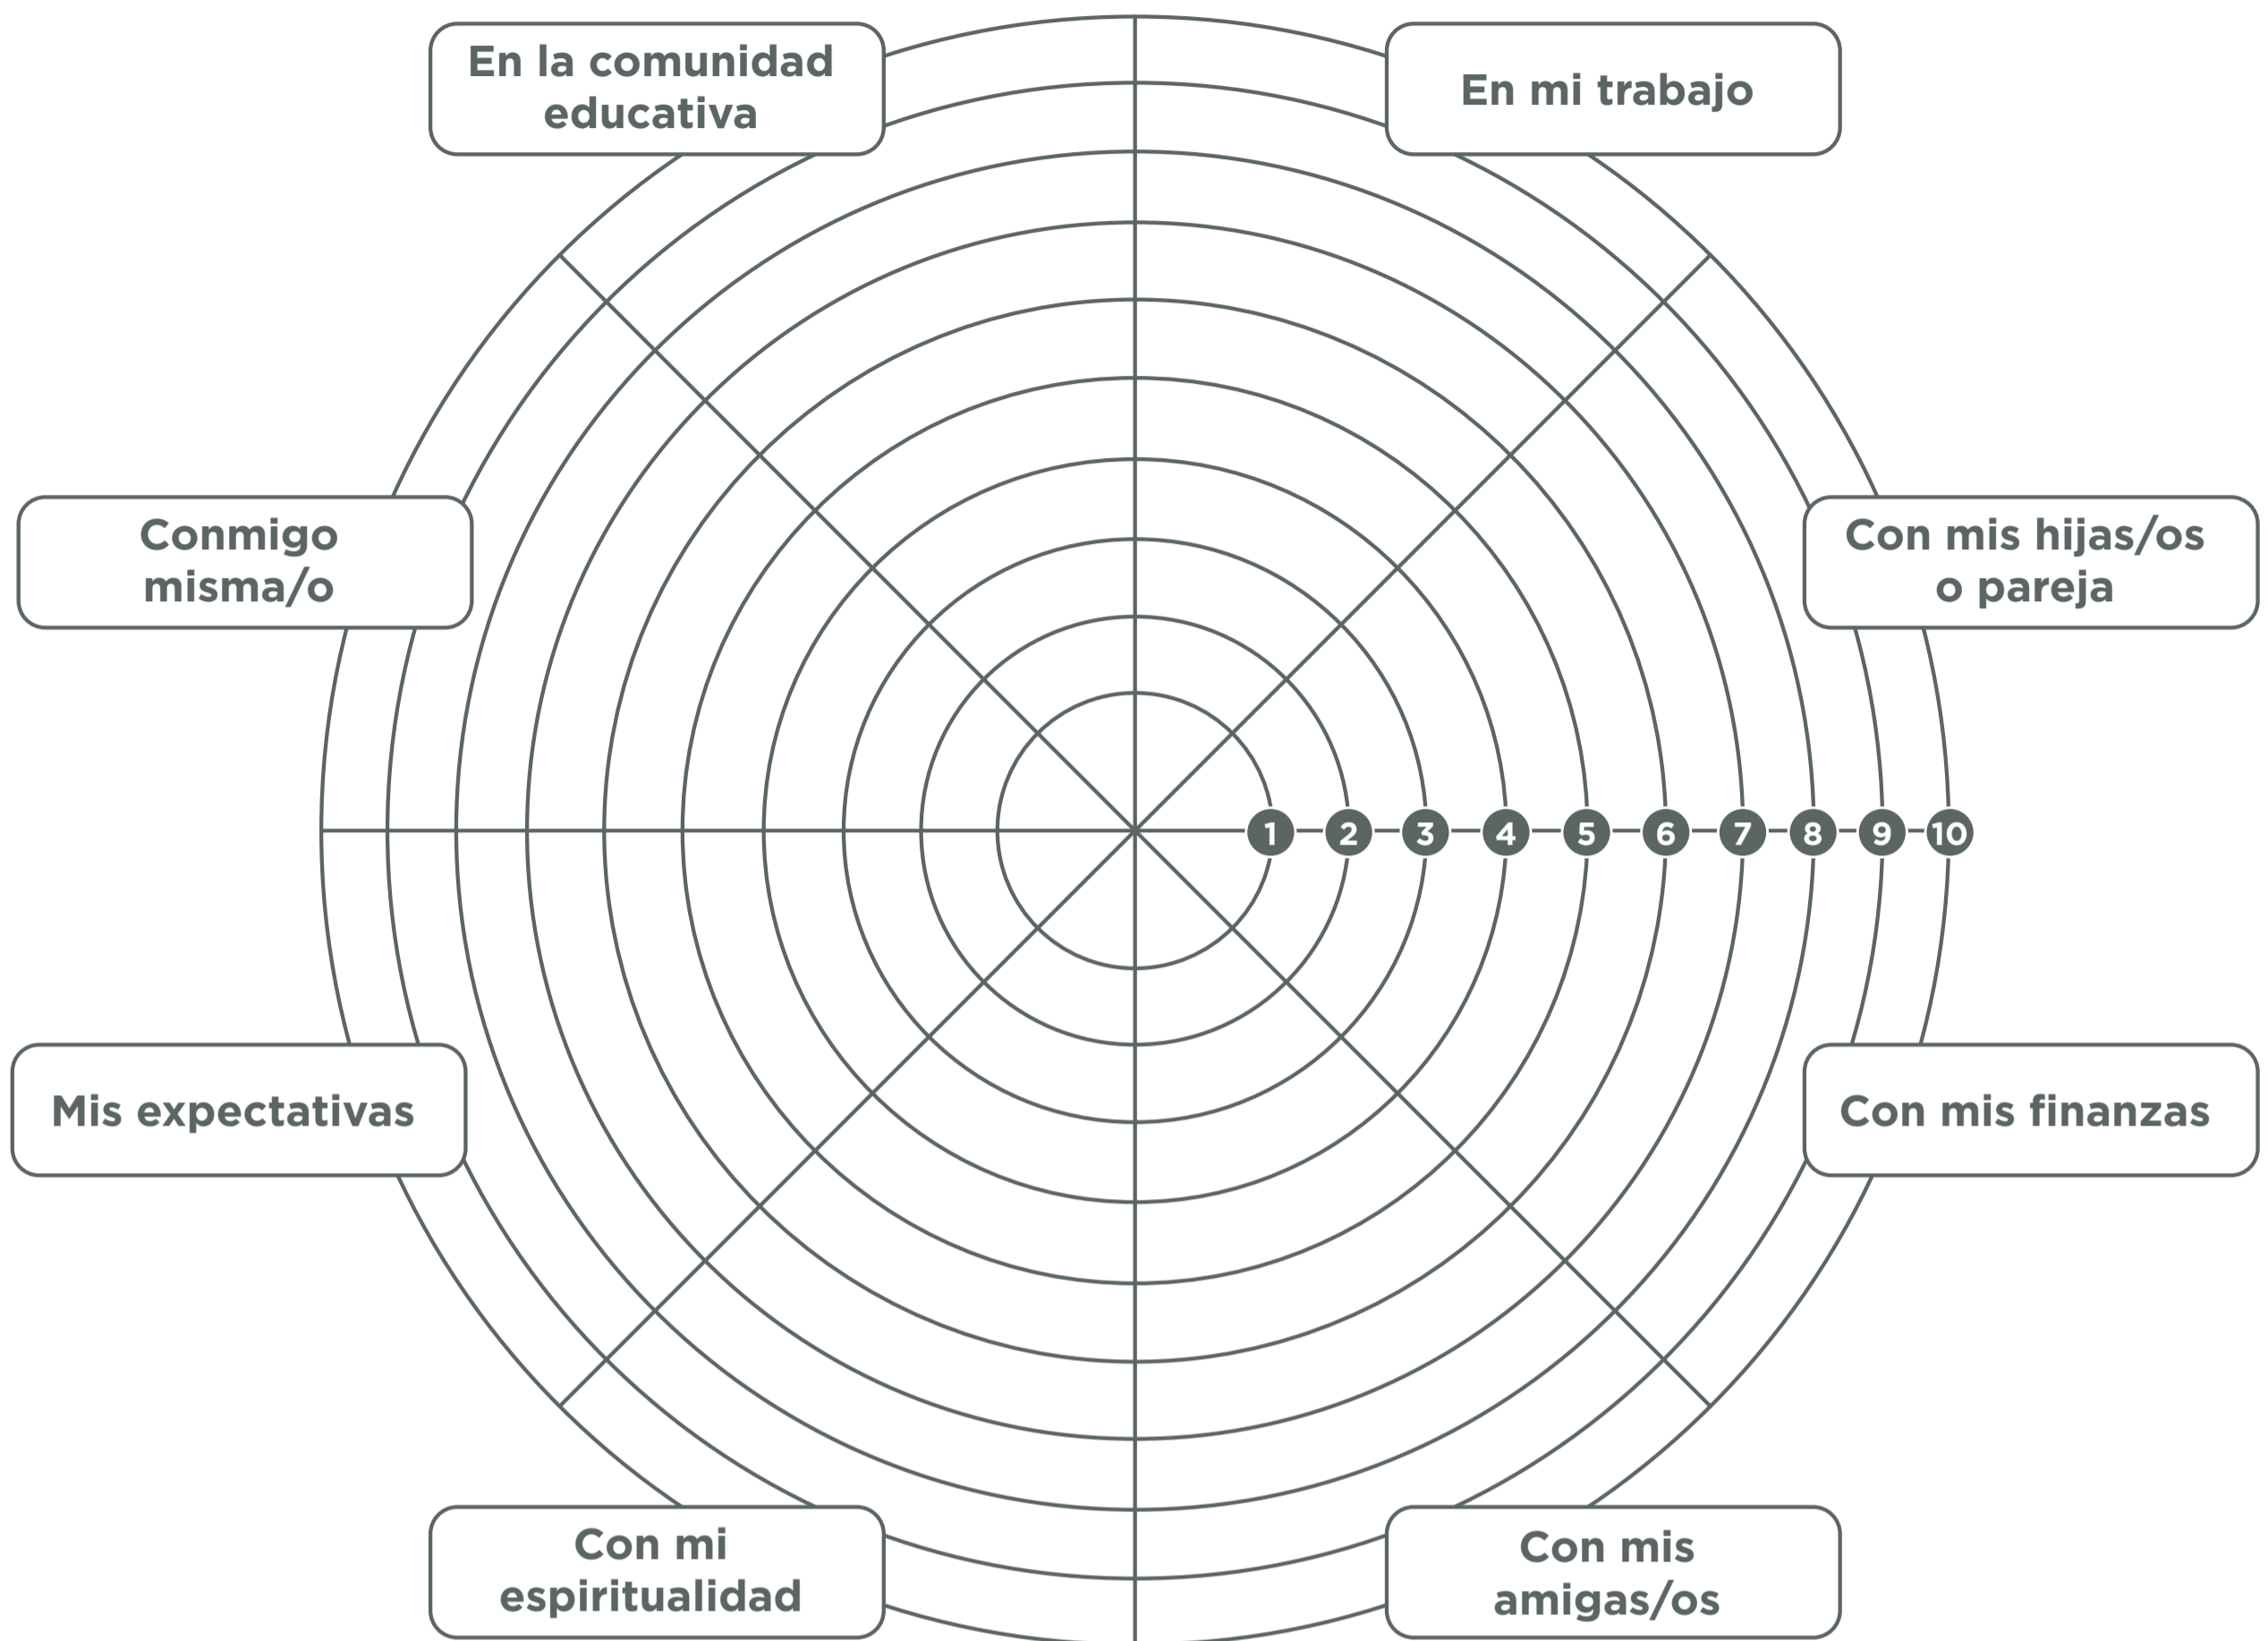 En la comunidad
educativa
En mi trabajo
Conmigo
misma/o
Con mis hijas/os
o pareja
1 2 3 4 5 6 7 8 9 10
Mis expectativas
Con mis finanzas
Con mi
espiritualidad
Con mis
amigas/os